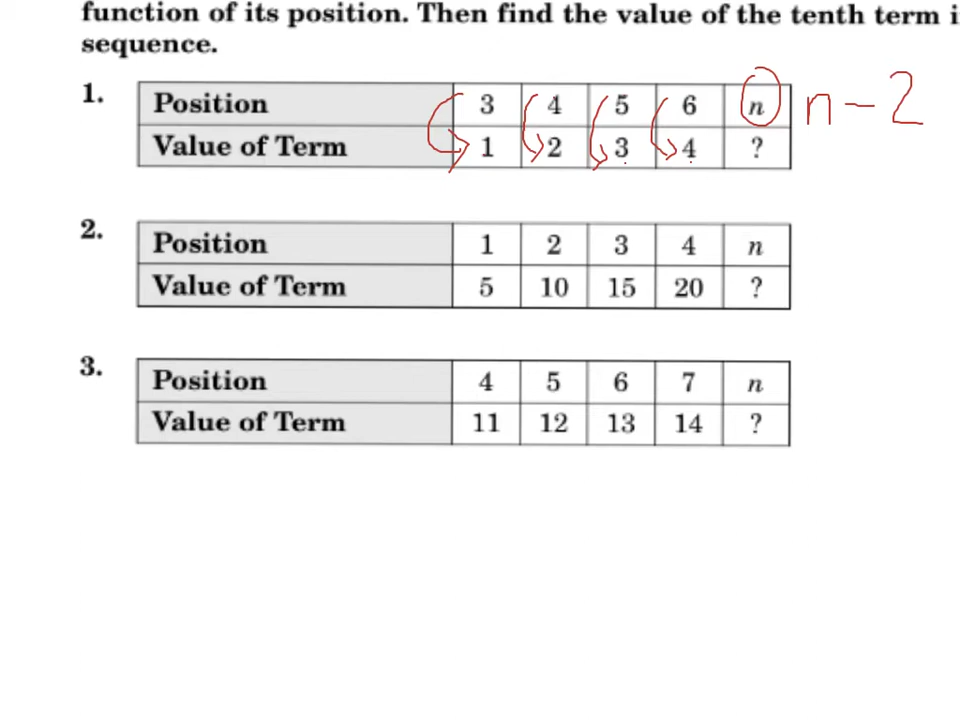 function of its position. Then find the value of the tenth term i
sequence.
1. Position 3 4 5 6 n n - 2
Value of Term 1 2 3 4 ?
2. Position 1 2 3 4 n
Value of Term 5 10 15 20 ?
3. Position 4 5 6 7 n
Value of Term 11 12 13 14 ?